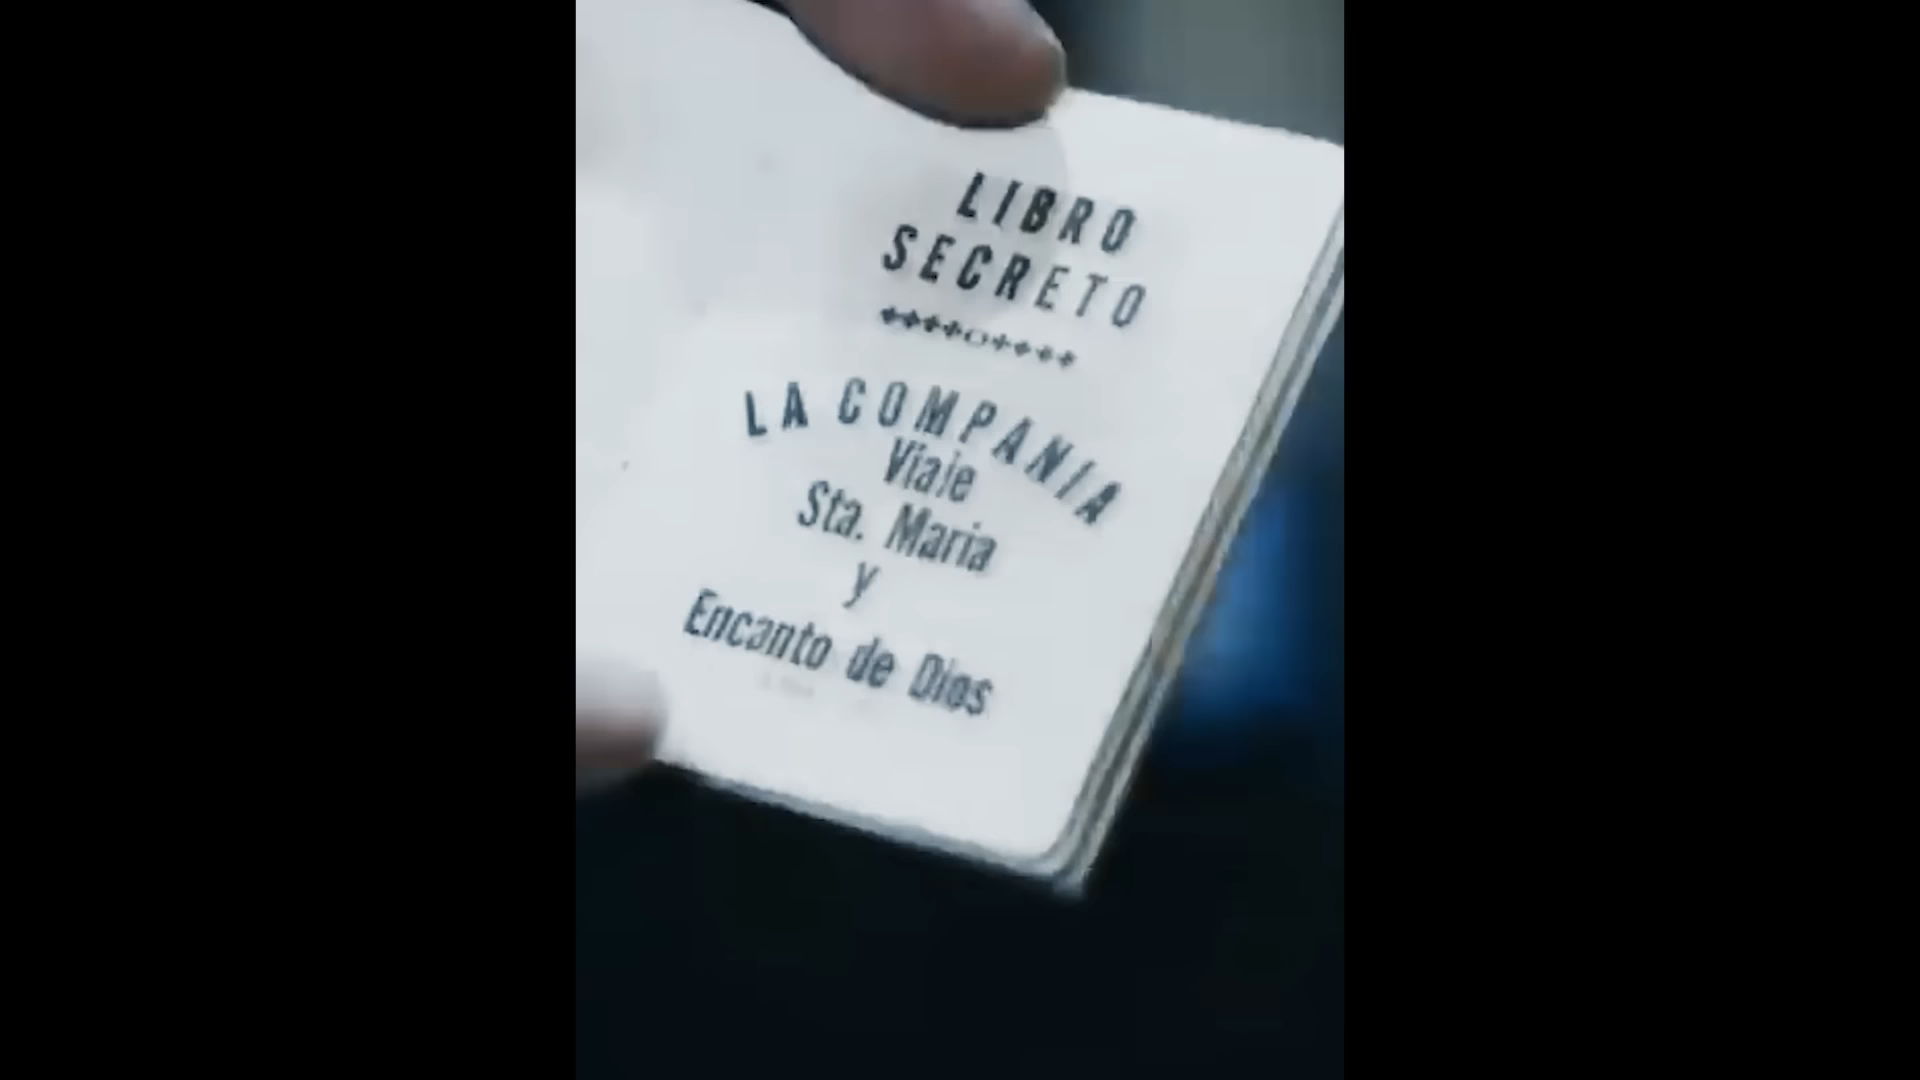 LIBRO
SECRETO
LA COMPANIA
Viaje
Sta. Maria
y
Encanto de Dios